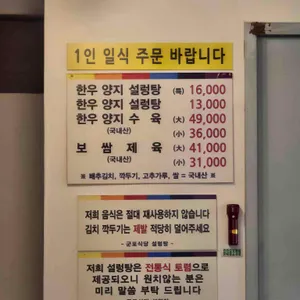 1인 일식 주문 바랍니다
한우 양지 설렁탕 (특) 16,000
한우 양지 설렁탕 13,000
한우 양지 수 육 (大) 49,000
(국내산) (小) 36,000
보 쌈 제 육 (大) 41,000
(국내산) (小) 31,000
※ 배추김치, 깍두기, 고추가루, 쌀 = 국내산 ※
저희 음식은 절대 재사용하지 않습니다
김치 깍두기는 제발 적당히 덜어주세요
- 군포식당 설렁탕 -
저희 설렁탕은 전통식 토렴으로
제공되오니 원치않는 분은
미리 말씀 부탁 드립니다